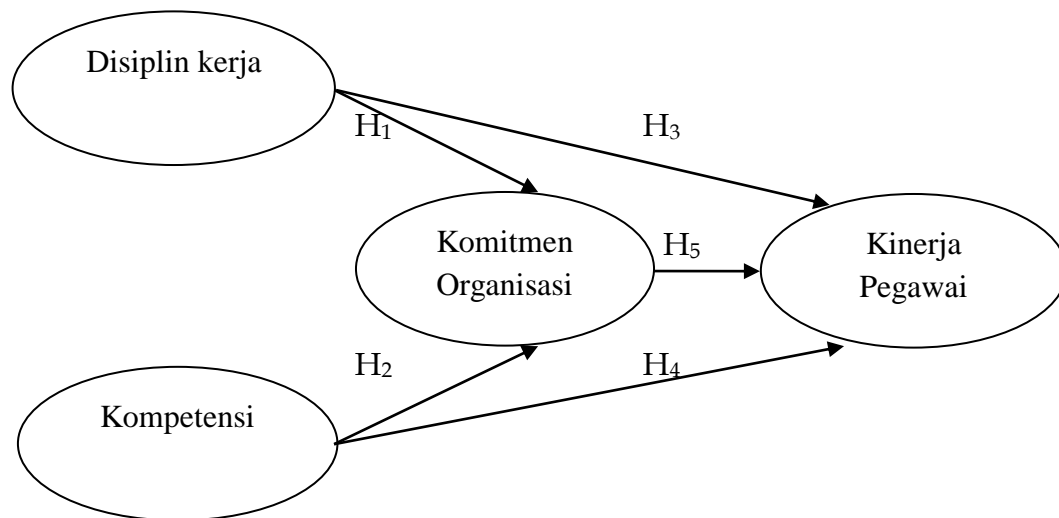 Disiplin kerja
H₁
H₃
Komitmen
Organisasi
H₅
Kinerja
Pegawai
H₂
H₄
Kompetensi